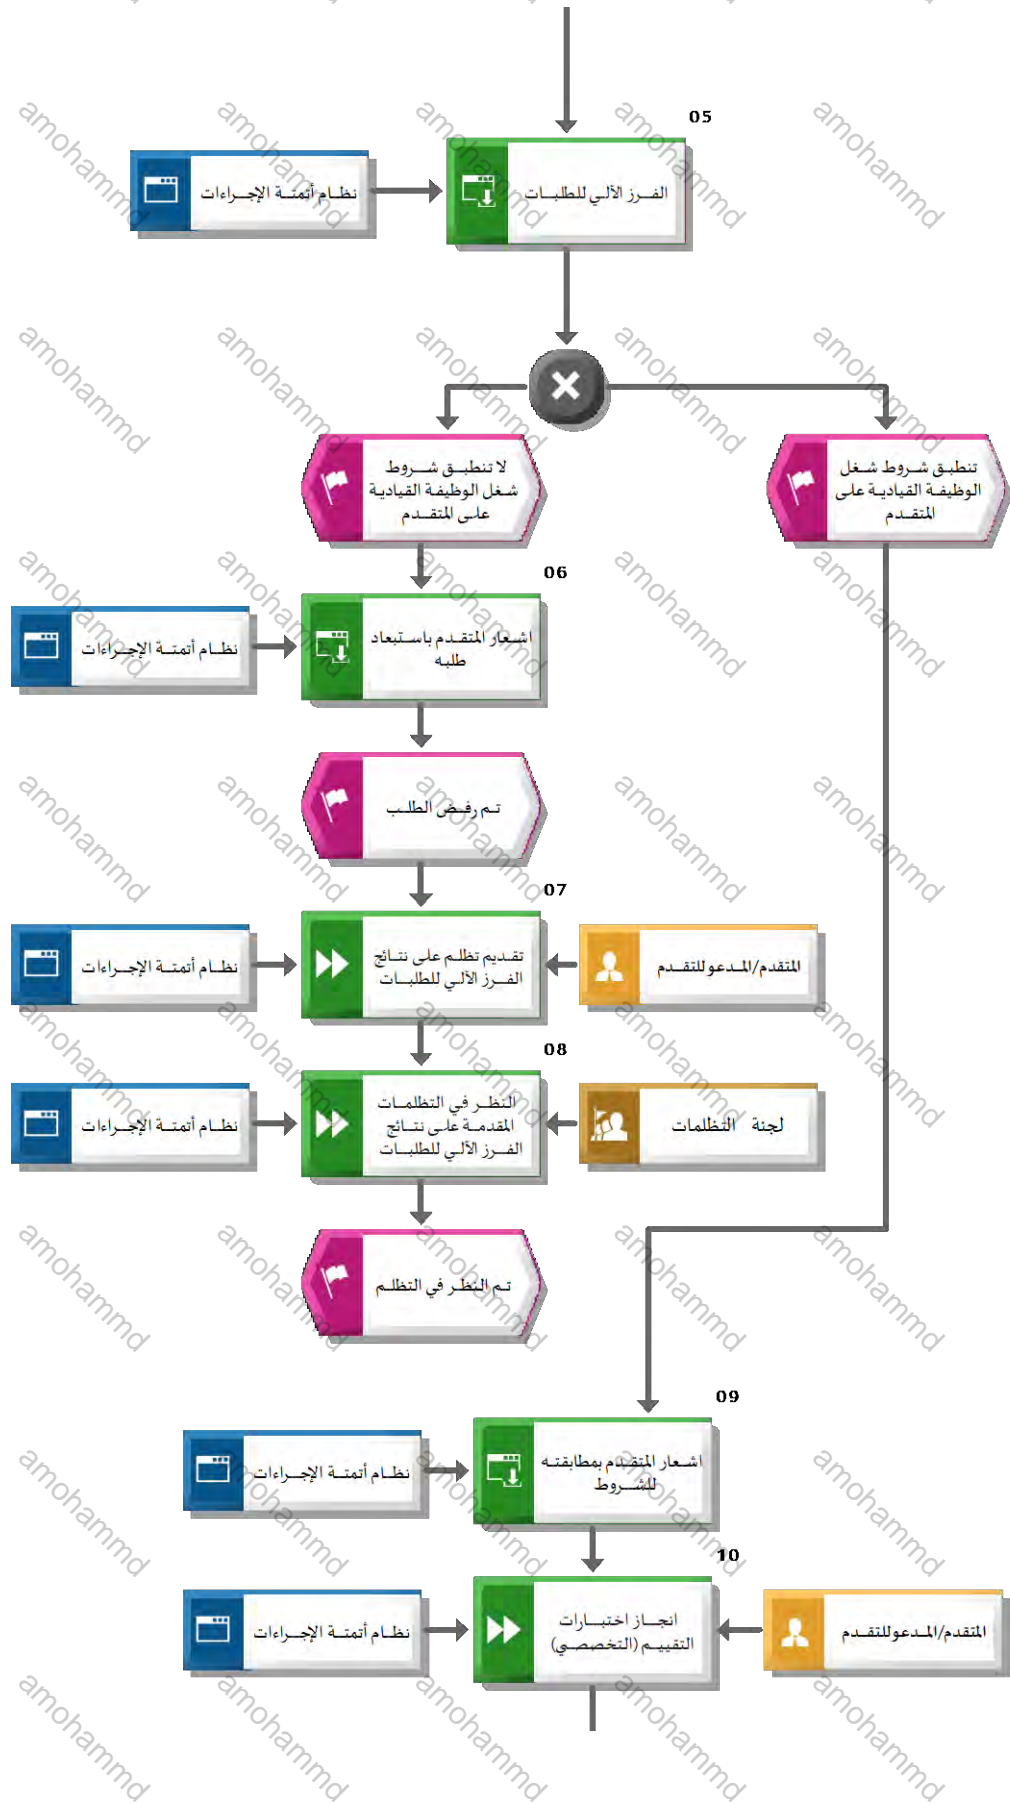 05
الفرز الآلي للطلبات
نظام أتمتة الإجراءات
لا تنطبق شروط
شغل الوظيفة القيادية
على المتقدم
تنطبق شروط شغل
الوظيفة القيادية على
المتقدم
06
اشعار المتقدم باستبعاد
طلبه
نظام أتمتة الإجراءات
تم رفض الطلب
07
تقديم تظلم على نتائج
الفرز الآلي للطلبات
نظام أتمتة الإجراءات
المتقدم/المدعو للتقدم
08
النظر في التظلمات
المقدمة على نتائج
الفرز الآلي للطلبات
نظام أتمتة الإجراءات
لجنة التظلمات
تم النظر في التظلم
09
اشعار المتقدم بمطابقته
للشروط
نظام أتمتة الإجراءات
10
انجاز اختبارات
التقييم (التخصصي)
نظام أتمتة الإجراءات
المتقدم/المدعو للتقدم
amohammd